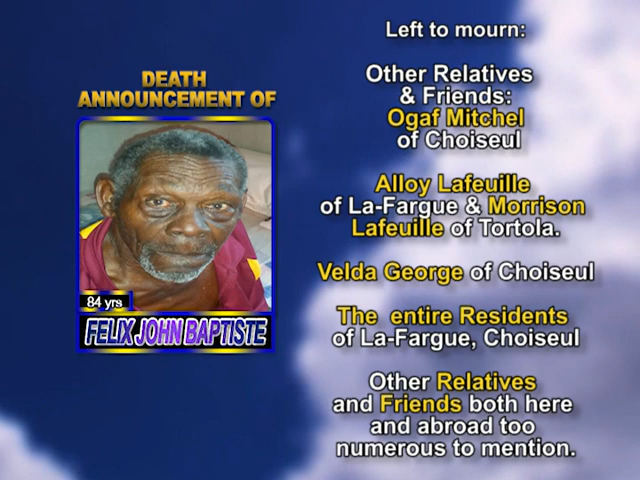 DEATH
ANNOUNCEMENT OF
84 yrs
FELIX JOHN BAPTISTE
Left to mourn:
Other Relatives
& Friends:
Ogaf Mitchel
of Choiseul
Alloy Lafeuille
of La-Fargue & Morrison
Lafeuille of Tortola.
Velda George of Choiseul
The entire Residents
of La-Fargue, Choiseul
Other Relatives
and Friends both here
and abroad too
numerous to mention.